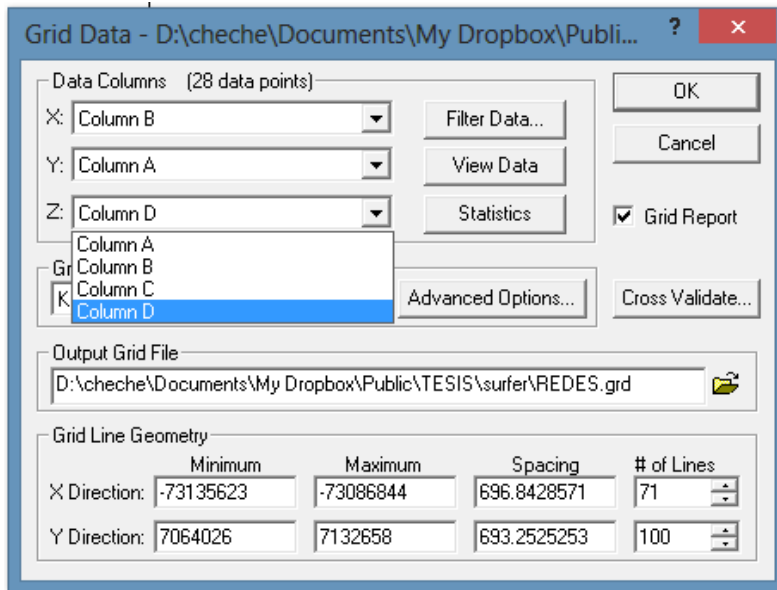 Grid Data - D:\cheche\Documents\My Dropbox\Publi... ? x
Data Columns (28 data points)
X: Column B
Filter Data...
Y: Column A
View Data
Z: Column D
Statistics
Column A
Column B
Column C
Column D
OK
Cancel
Grid Report
Gr
K
Advanced Options...
Cross Validate...
Output Grid File
D:\cheche\Documents\My Dropbox\Public\TESIS\surfer\REDES.grd
Grid Line Geometry
Minimum Maximum Spacing # of Lines
X Direction: -73135623 -73086844 696.8428571 71
Y Direction: 7064026 7132658 693.2525253 100